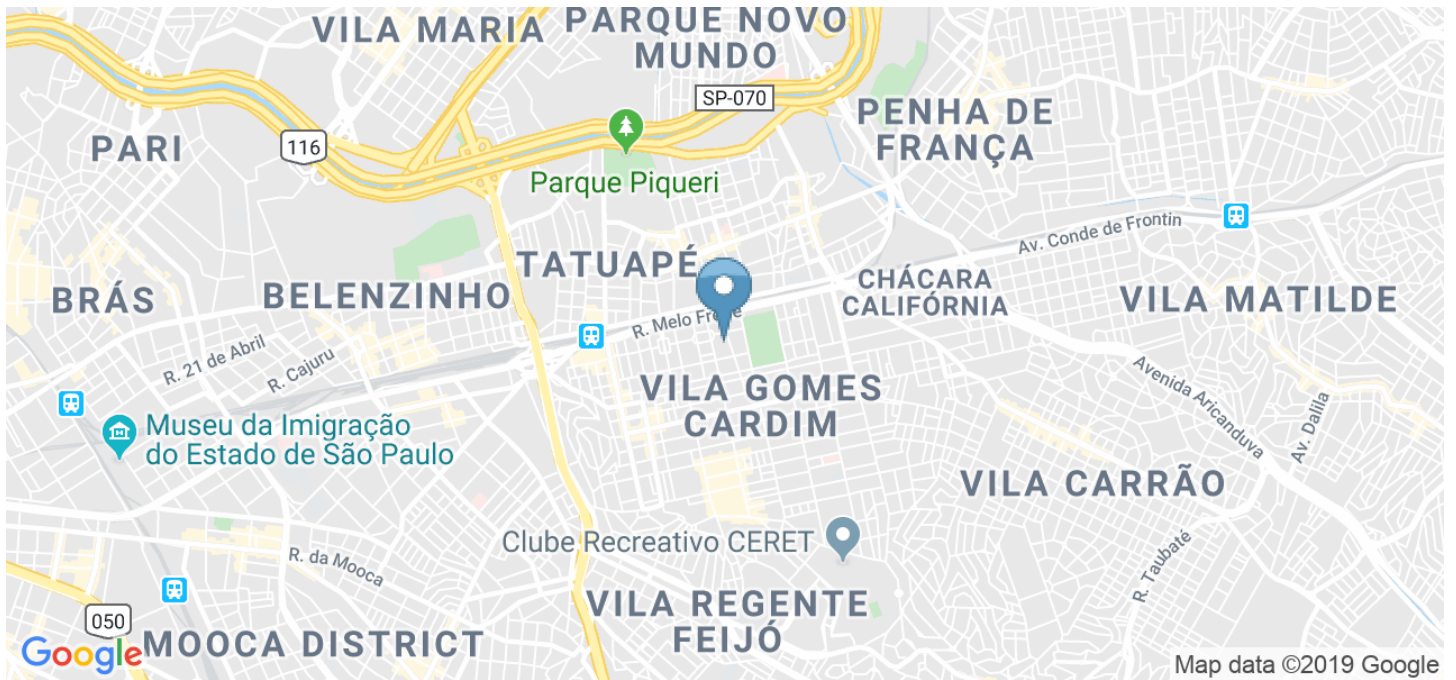 VILA MARIA
PARQUE NOVO
MUNDO
SP-070
PENHA DE
FRANÇA
PARI
116
Parque Piqueri
Av. Conde de Frontin
TATUAPÉ
CHÁCARA
CALIFÓRNIA
BRÁS
BELENZINHO
VILA MATILDE
R. Melo Freire
R. 21 de Abril
R. Cajuru
VILA GOMES
CARDIM
Avenida Aricanduva
Av. Dalila
Museu da Imigração
do Estado de São Paulo
VILA CARRÃO
Clube Recreativo CERET
R. da Mooca
R. Taubaté
VILA REGENTE
FEIJÓ
050
MOOCA DISTRICT
Google
Map data ©2019 Google